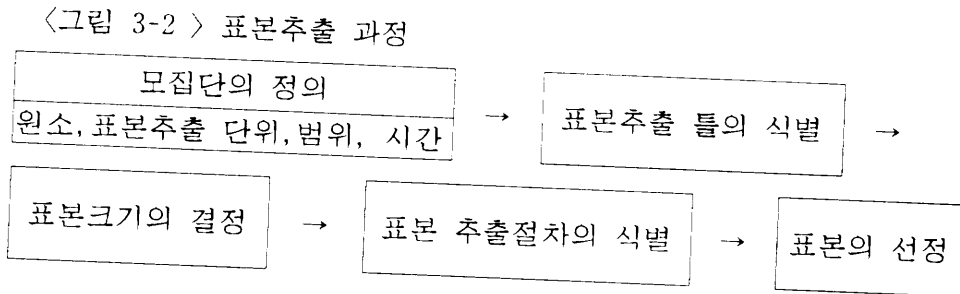 〈그림 3-2 〉 표본추출 과정
모집단의 정의
원소, 표본추출 단위, 범위, 시간 → 표본추출 틀의 식별 →
표본크기의 결정 → 표본 추출절차의 식별 → 표본의 선정